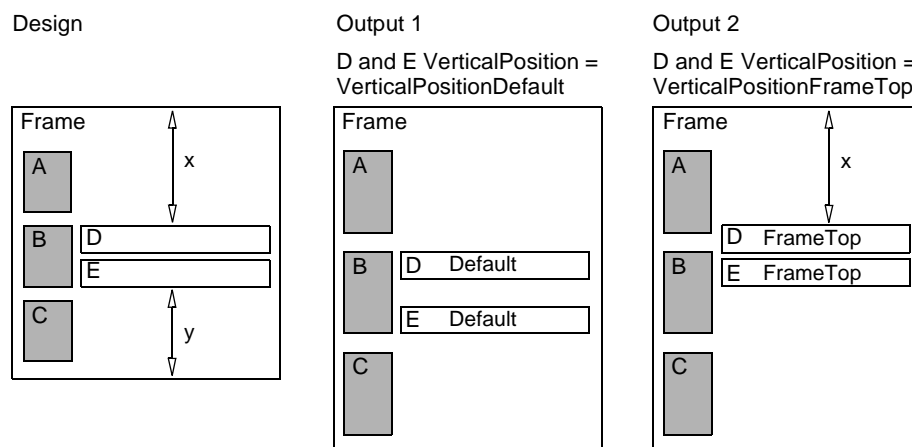 Design
Output 1
Output 2
D and E VerticalPosition =
VerticalPositionDefault
D and E VerticalPosition =
VerticalPositionFrameTop
Frame
x
A
B
D
E
C
y
Frame
A
B
D Default
E Default
C
Frame
x
A
D FrameTop
B
E FrameTop
C